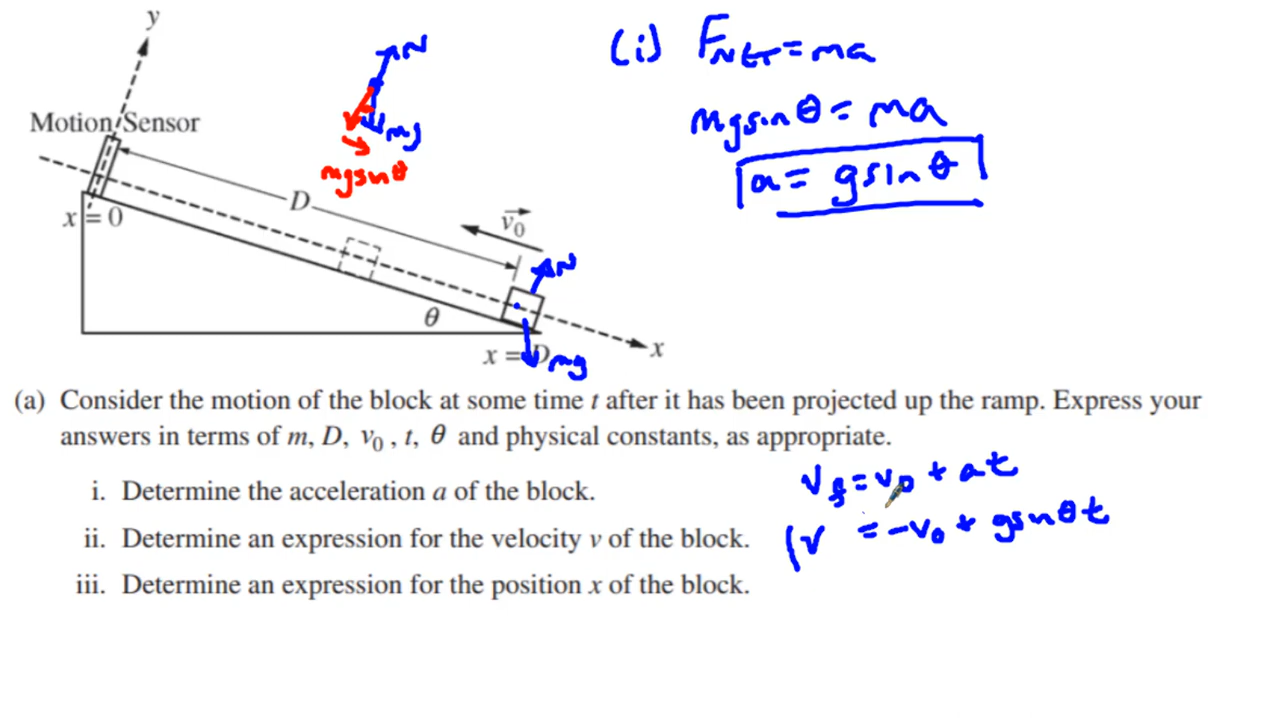 y
N
(i) FNET = ma
Motion Sensor
mg
mgsinθ = ma
mgsnθ
a = gsinθ
D
x = 0
v₀
N
θ
x
x = D
mg
(a) Consider the motion of the block at some time t after it has been projected up the ramp. Express your
answers in terms of m, D, v₀, t, θ and physical constants, as appropriate.
vf = v₀ + at
i. Determine the acceleration a of the block.
v = -v₀ + gsnθt
ii. Determine an expression for the velocity v of the block.
iii. Determine an expression for the position x of the block.